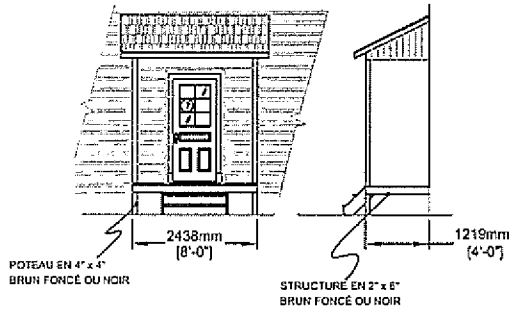 2438mm
[8'-0"]
1219mm
[4'-0"]
POTEAU EN 4" x 4"
BRUN FONCÉ OU NOIR
STRUCTURE EN 2" x 6"
BRUN FONCÉ OU NOIR